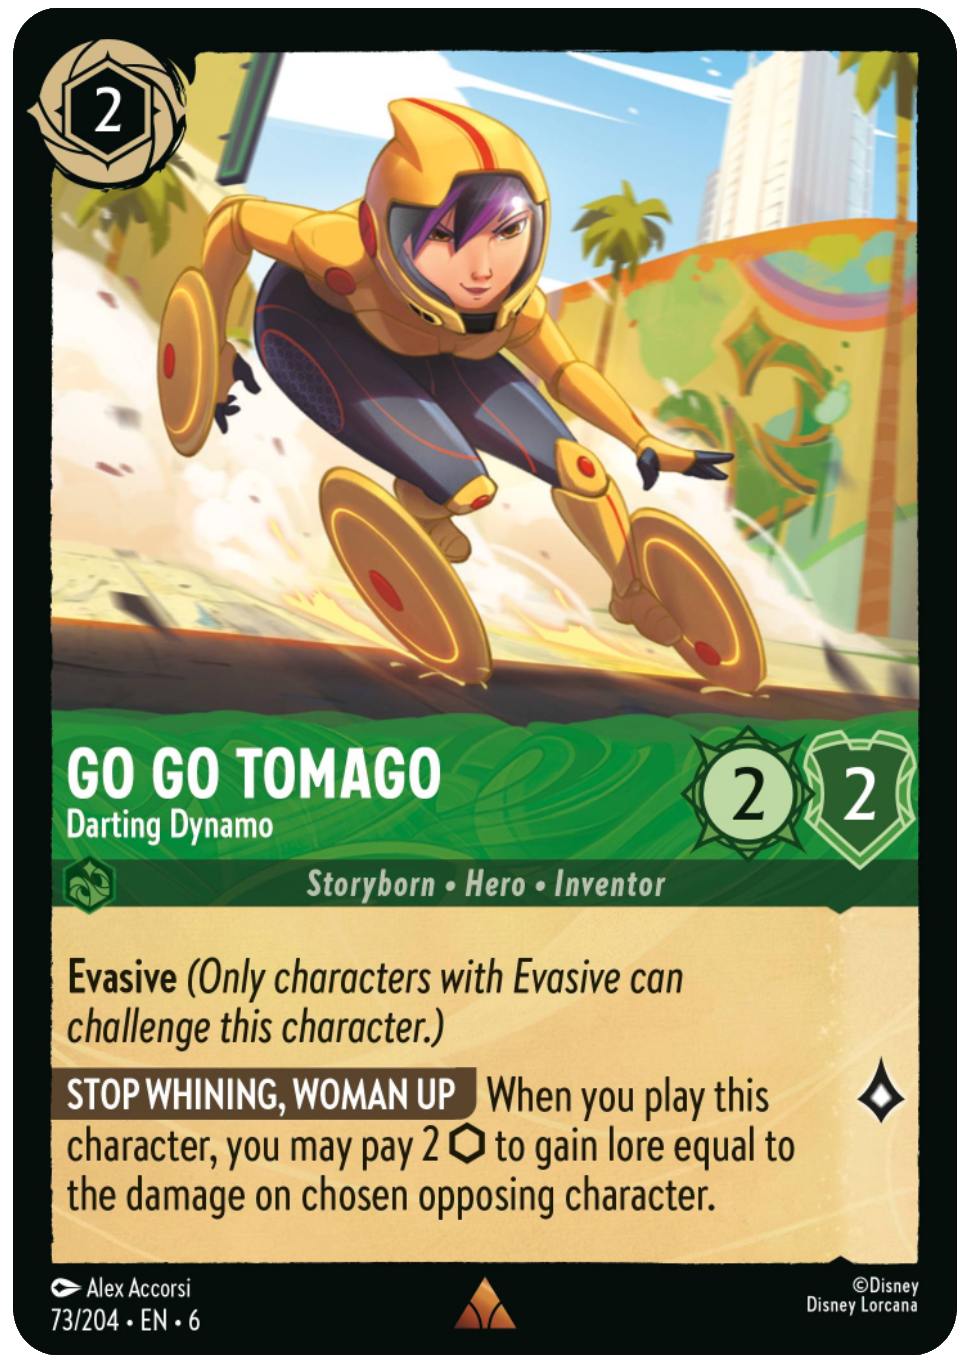 2
GO GO TOMAGO
Darting Dynamo
2
2
Storyborn • Hero • Inventor
Evasive (Only characters with Evasive can
challenge this character.)
STOP WHINING, WOMAN UP When you play this
character, you may pay 2 ⬡ to gain lore equal to
the damage on chosen opposing character.
Alex Accorsi
73/204 • EN • 6
©Disney
Disney Lorcana